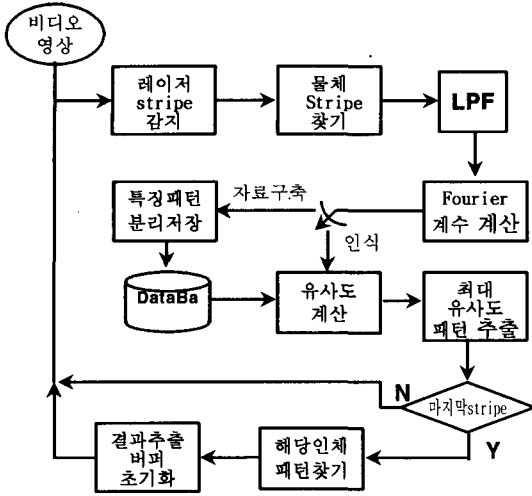 비디오
영상
레이저
stripe
감지
물체
Stripe
찾기
LPF
Fourier
계수 계산
자료구축
특징패턴
분리저장
인식
DataBa
유사도
계산
최대
유사도
패턴 추출
마지막stripe
N
Y
해당인체
패턴찾기
결과추출
버퍼
초기화